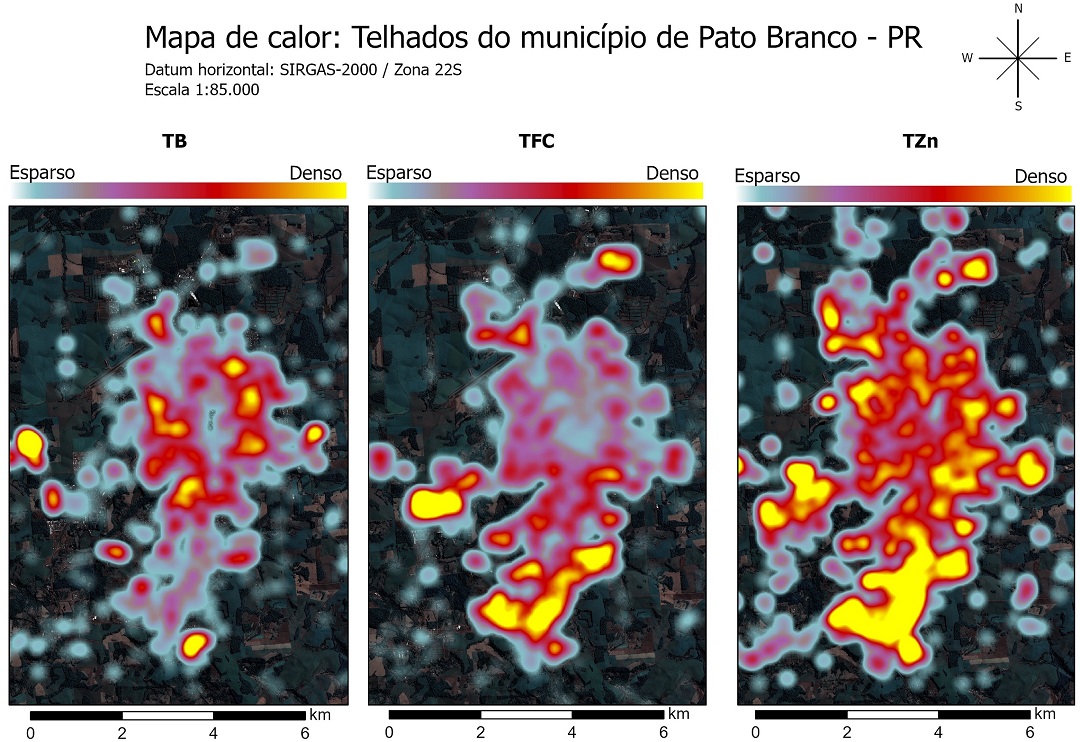 Mapa de calor: Telhados do município de Pato Branco - PR
Datum horizontal: SIRGAS-2000 / Zona 22S
Escala 1:85.000
N
W E
S
TB TFC TZn
Esparso Denso Esparso Denso Esparso Denso
km km km
0 2 4 6 0 2 4 6 0 2 4 6